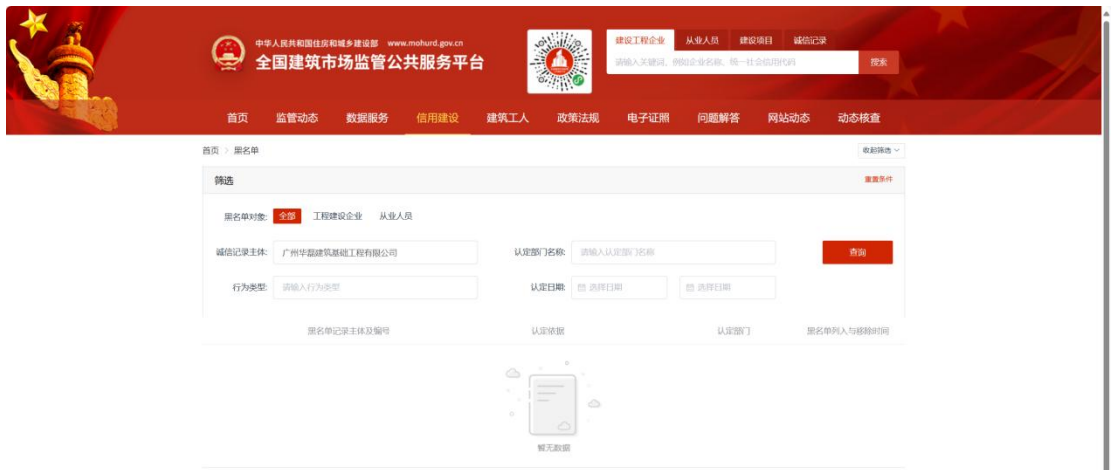 中华人民共和国住房和城乡建设部 www.mohurd.gov.cn
全国建筑市场监管公共服务平台
建设工程企业 从业人员 建设项目 诚信记录
请输入关键词，例如企业名称、统一社会信用代码 搜索
首页 监管动态 数据服务 信用建设 建筑工人 政策法规 电子证照 问题解答 网站动态 动态核查
首页 > 黑名单 收起筛选
筛选 重置条件
黑名单对象: 全部 工程建设企业 从业人员
诚信记录主体: 广州华磊建筑基础工程有限公司 认定部门名称: 请输入认定部门名称 查询
行为类型: 请输入行为类型 认定日期: 选择日期 选择日期
黑名单记录主体及编号 认定依据 认定部门 黑名单列入与移除时间
暂无数据